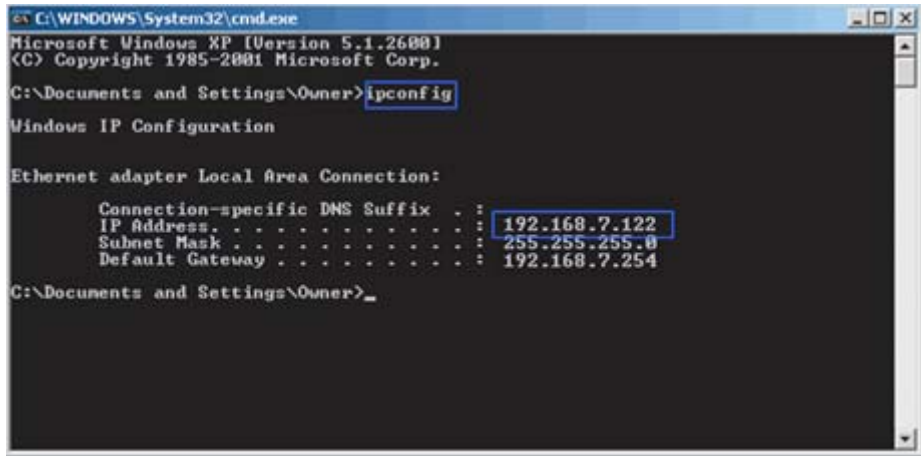 C:\WINDOWS\System32\cmd.exe
Microsoft Windows XP [Version 5.1.2600]
(C) Copyright 1985-2001 Microsoft Corp.
C:\Documents and Settings\Owner>ipconfig
Windows IP Configuration
Ethernet adapter Local Area Connection:
Connection-specific DNS Suffix . :
IP Address. . . . . . . . . . . . : 192.168.7.122
Subnet Mask . . . . . . . . . . . : 255.255.255.0
Default Gateway . . . . . . . . . : 192.168.7.254
C:\Documents and Settings\Owner>_